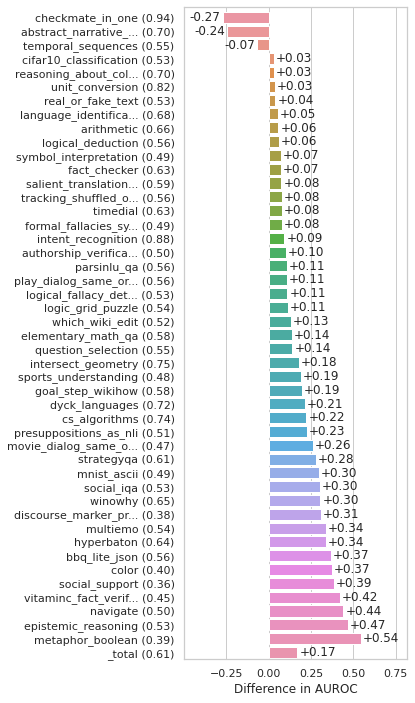 checkmate_in_one (0.94) -0.27
abstract_narrative_... (0.70) -0.24
temporal_sequences (0.55) -0.07
cifar10_classification (0.53) +0.03
reasoning_about_col... (0.70) +0.03
unit_conversion (0.82) +0.03
real_or_fake_text (0.53) +0.04
language_identifica... (0.68) +0.05
arithmetic (0.66) +0.06
logical_deduction (0.56) +0.06
symbol_interpretation (0.49) +0.07
fact_checker (0.63) +0.07
salient_translation... (0.59) +0.08
tracking_shuffled_o... (0.56) +0.08
timedial (0.63) +0.08
formal_fallacies_sy... (0.49) +0.08
intent_recognition (0.88) +0.09
authorship_verifica... (0.50) +0.10
parsinlu_qa (0.56) +0.11
play_dialog_same_or... (0.56) +0.11
logical_fallacy_det... (0.53) +0.11
logic_grid_puzzle (0.54) +0.11
which_wiki_edit (0.52) +0.13
elementary_math_qa (0.58) +0.14
question_selection (0.55) +0.14
intersect_geometry (0.75) +0.18
sports_understanding (0.48) +0.19
goal_step_wikihow (0.58) +0.19
dyck_languages (0.72) +0.21
cs_algorithms (0.74) +0.22
presuppositions_as_nli (0.51) +0.23
movie_dialog_same_o... (0.47) +0.26
strategyqa (0.61) +0.28
mnist_ascii (0.49) +0.30
social_iqa (0.53) +0.30
winowhy (0.65) +0.30
discourse_marker_pr... (0.38) +0.31
multiemo (0.54) +0.34
hyperbaton (0.64) +0.34
bbq_lite_json (0.56) +0.37
color (0.40) +0.37
social_support (0.36) +0.39
vitaminc_fact_verif... (0.45) +0.42
navigate (0.50) +0.44
epistemic_reasoning (0.53) +0.47
metaphor_boolean (0.39) +0.54
_total (0.61) +0.17
−0.25 0.00 0.25 0.50 0.75
Difference in AUROC